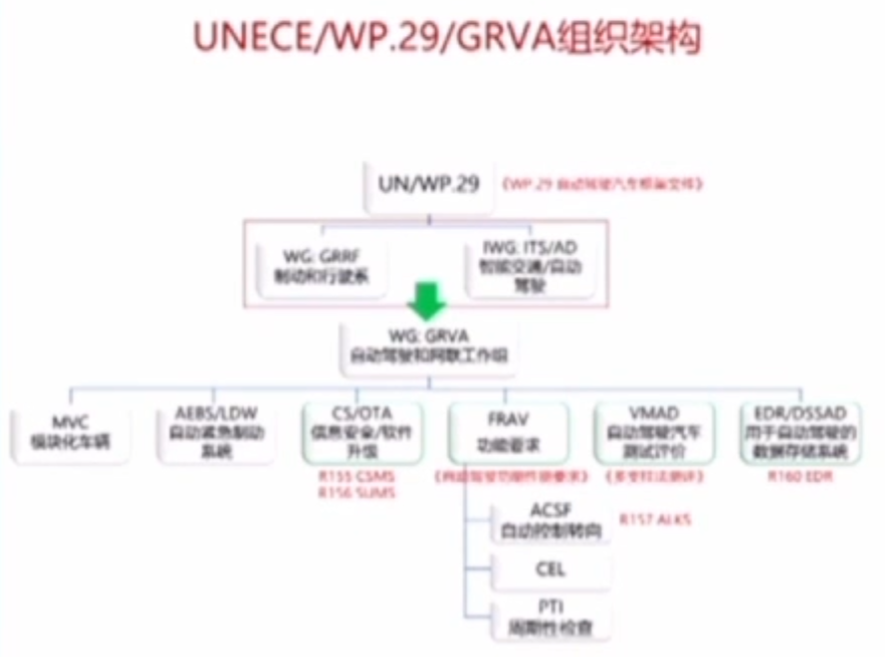 UNECE/WP.29/GRVA组织架构
UN/WP.29
《WP.29 自动驾驶汽车框架文件》
WG: GRRF
制动和行驶系
IWG: ITS/AD
智能交通/自动
驾驶
WG: GRVA
自动驾驶和网联工作组
MVC
模块化车辆
AEBS/LDW
自动紧急制动
系统
CS/OTA
信息安全/软件
升级
FRAV
功能要求
VMAD
自动驾驶汽车
测试评价
EDR/DSSAD
用于自动驾驶的
数据存储系统
R155 CSMS
R156 SUMS
《自动驾驶功能性能要求》
《多支柱法测评》
R160 EDR
ACSF
自动控制转向
R157 ALKS
CEL
PTI
周期性检查